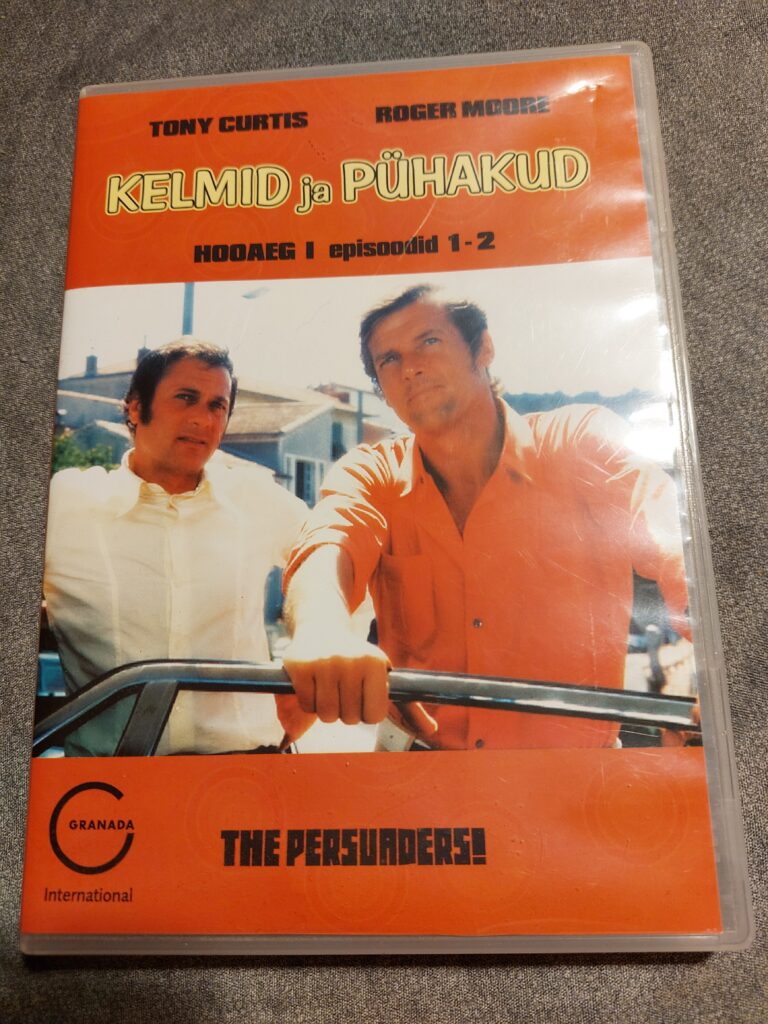 TONY CURTIS
ROGER MOORE
KELMID ja PÜHAKUD
HOOAEG I episoodid 1-2
GRANADA
International
THE PERSUADERS!